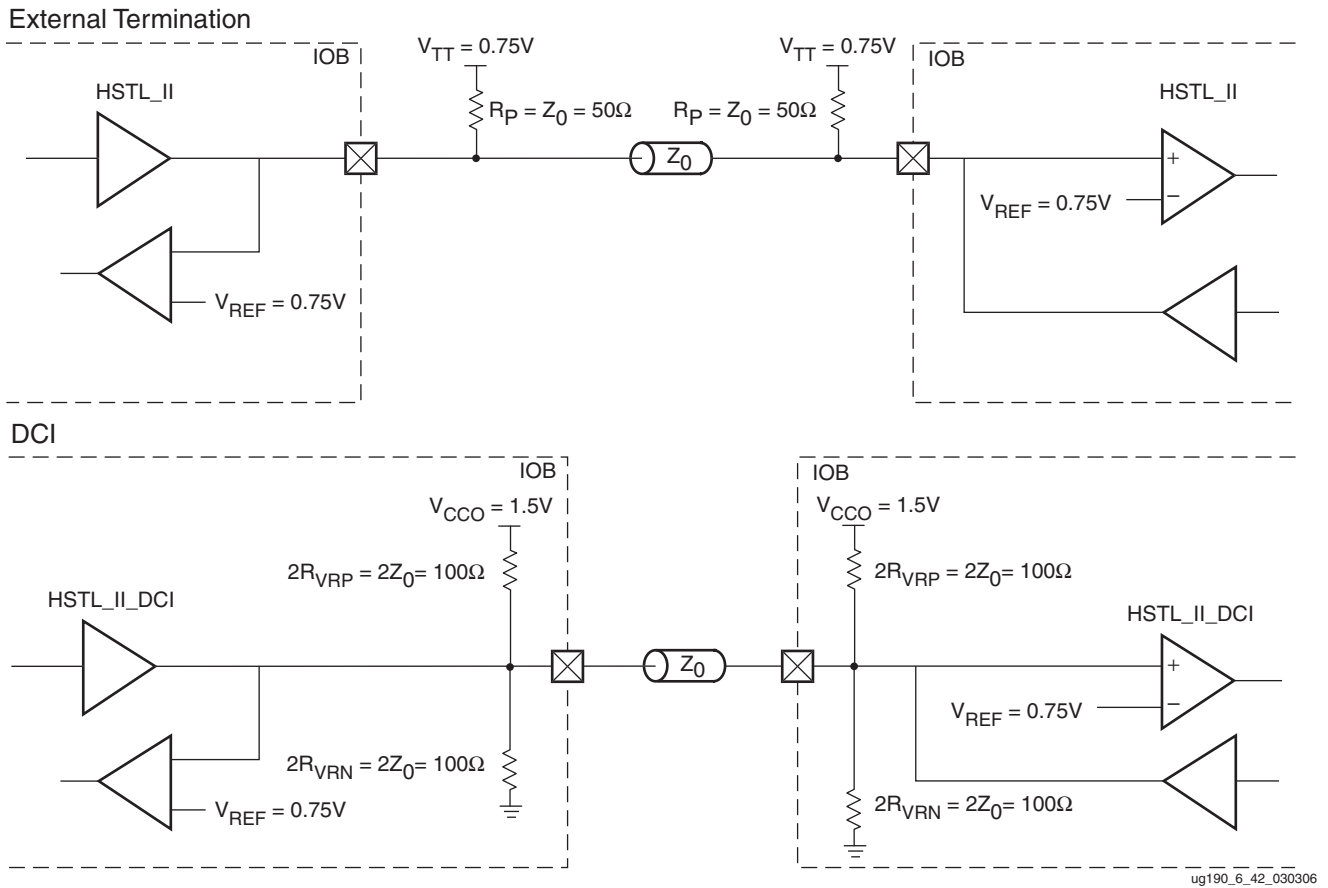 External Termination
IOB
HSTL_II
V_TT = 0.75V
R_P = Z_0 = 50Ω
V_TT = 0.75V
R_P = Z_0 = 50Ω
Z_0
IOB
HSTL_II
+
−
V_REF = 0.75V
V_REF = 0.75V
DCI
IOB
V_CCO = 1.5V
2R_VRP = 2Z_0= 100Ω
HSTL_II_DCI
2R_VRN = 2Z_0= 100Ω
V_REF = 0.75V
Z_0
IOB
V_CCO = 1.5V
2R_VRP = 2Z_0= 100Ω
HSTL_II_DCI
+
−
V_REF = 0.75V
2R_VRN = 2Z_0= 100Ω
ug190_6_42_030306